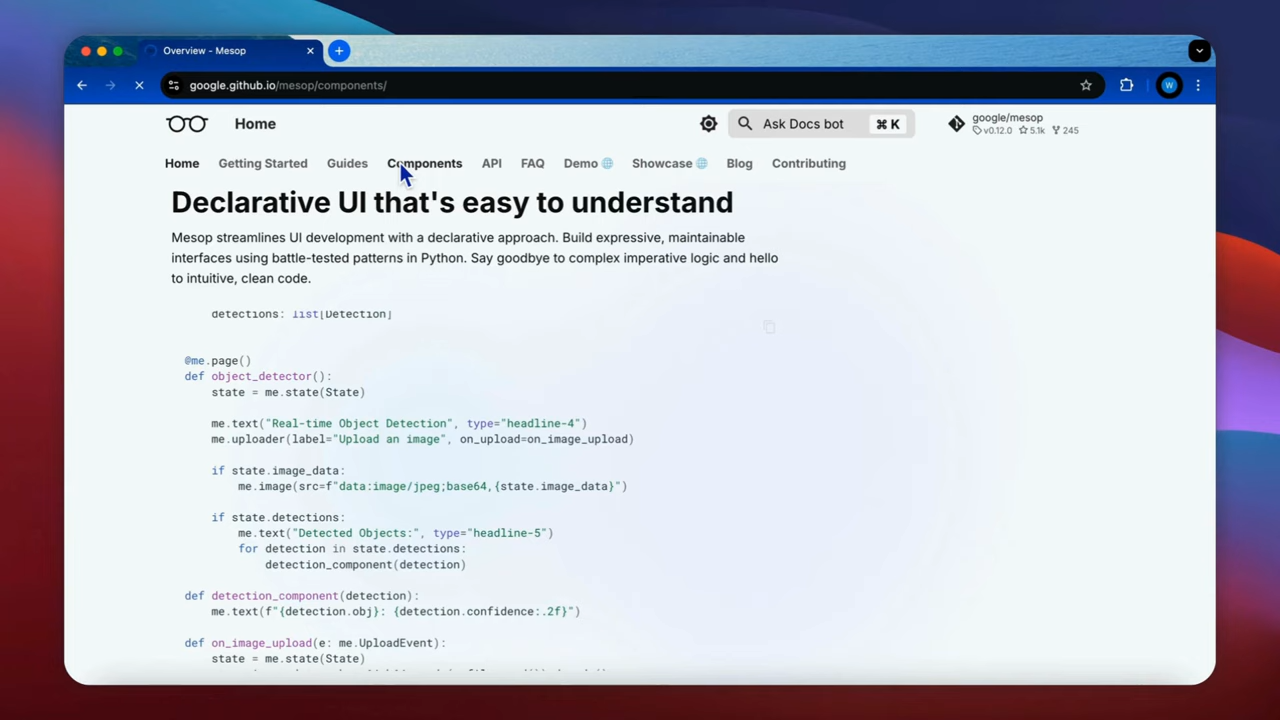 Overview - Mesop
google.github.io/mesop/components/
W
Home
Ask Docs bot
⌘ K
google/mesop
v0.12.0 5.1k 245
Home Getting Started Guides Components API FAQ Demo Showcase Blog Contributing
Declarative UI that's easy to understand
Mesop streamlines UI development with a declarative approach. Build expressive, maintainable
interfaces using battle-tested patterns in Python. Say goodbye to complex imperative logic and hello
to intuitive, clean code.
detections: list[Detection]
@me.page()
def object_detector():
state = me.state(State)
me.text("Real-time Object Detection", type="headline-4")
me.uploader(label="Upload an image", on_upload=on_image_upload)
if state.image_data:
me.image(src=f"data:image/jpeg;base64,{state.image_data}")
if state.detections:
me.text("Detected Objects:", type="headline-5")
for detection in state.detections:
detection_component(detection)
def detection_component(detection):
me.text(f"{detection.obj}: {detection.confidence:.2f}")
def on_image_upload(e: me.UploadEvent):
state = me.state(State)